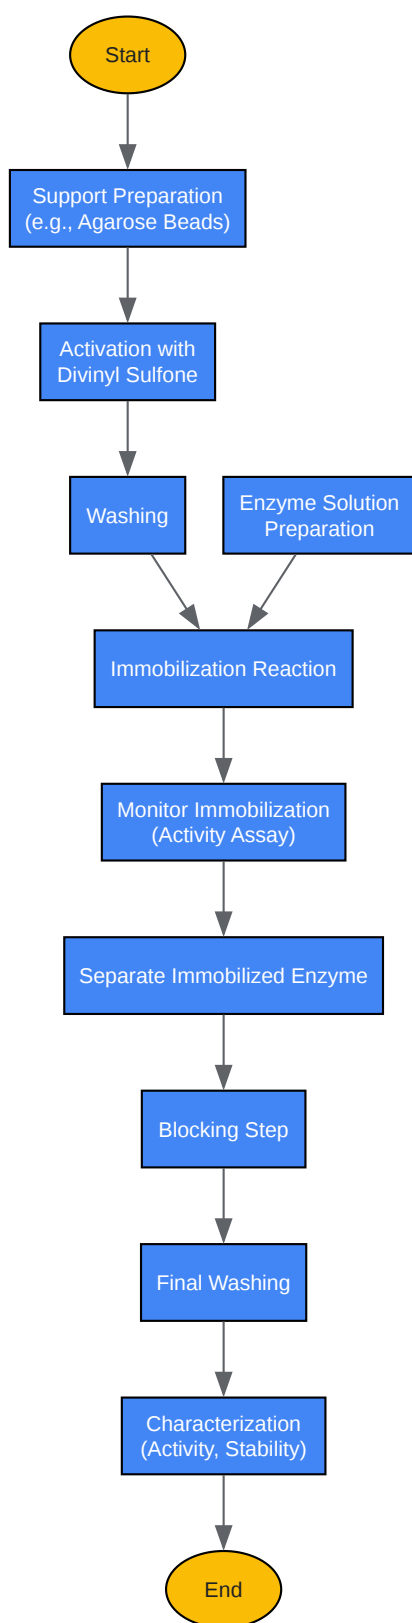 Start
Support Preparation
(e.g., Agarose Beads)
Activation with
Divinyl Sulfone
Washing
Enzyme Solution
Preparation
Immobilization Reaction
Monitor Immobilization
(Activity Assay)
Separate Immobilized Enzyme
Blocking Step
Final Washing
Characterization
(Activity, Stability)
End